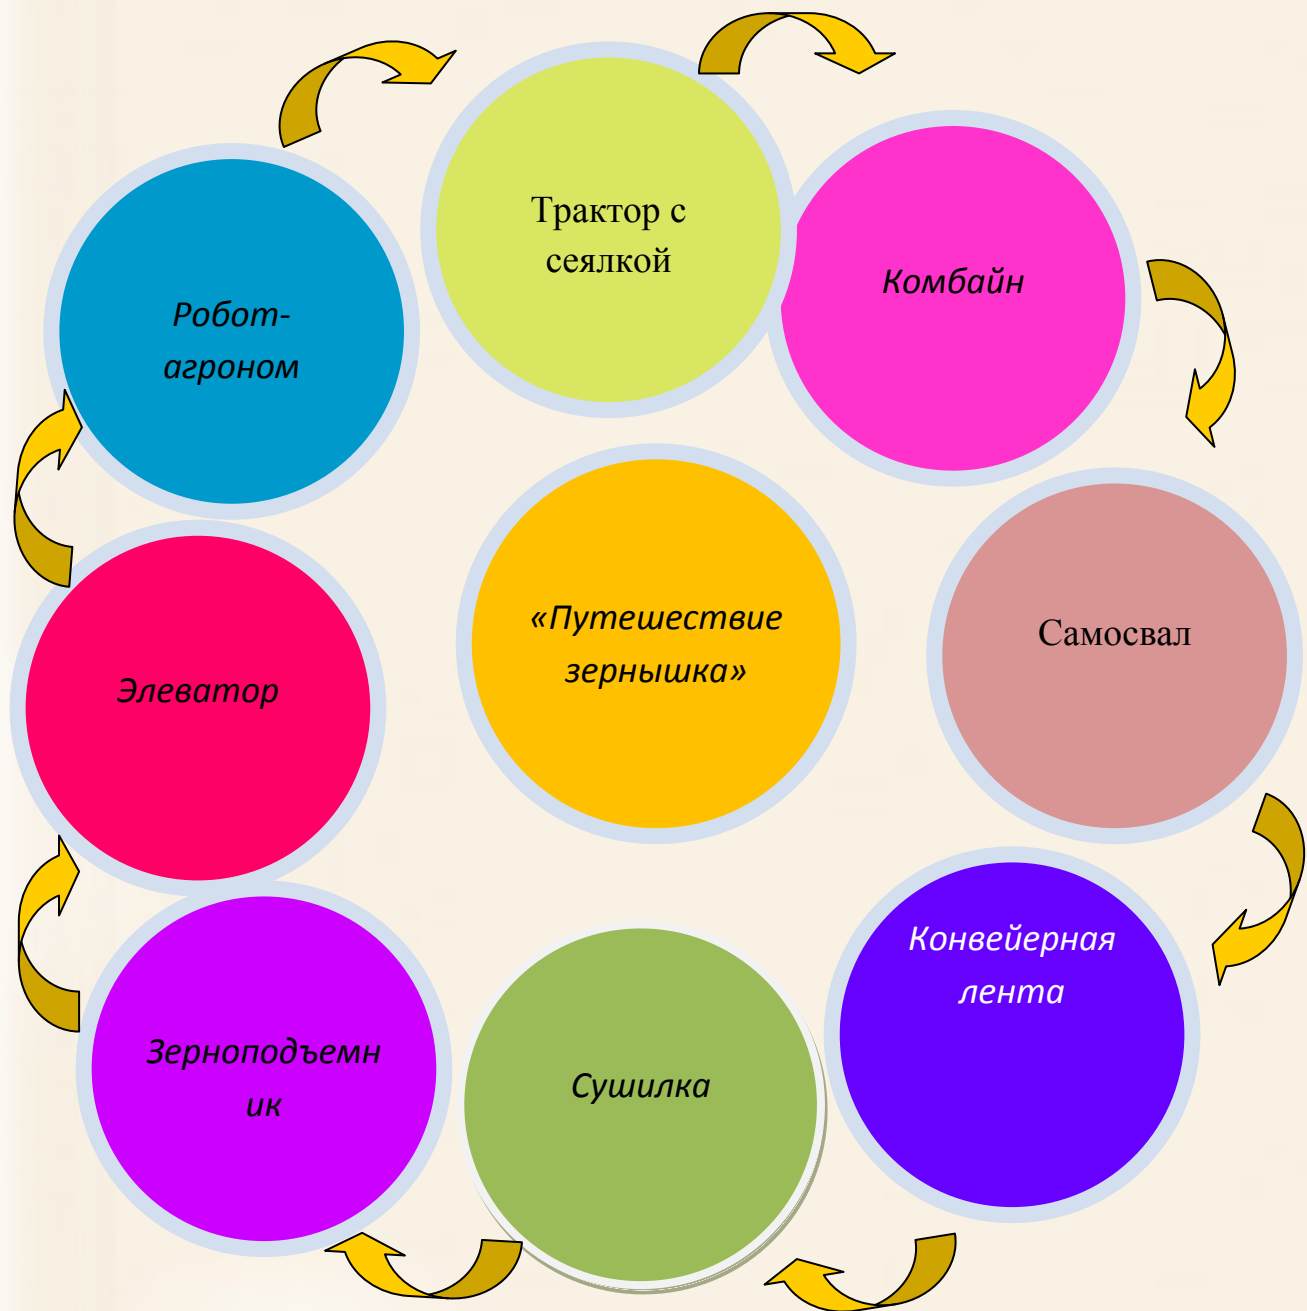 Трактор с
сеялкой
Комбайн
Робот-
агроном
«Путешествие
зернышка»
Самосвал
Элеватор
Конвейерная
лента
Зерноподъемн
ик
Сушилка